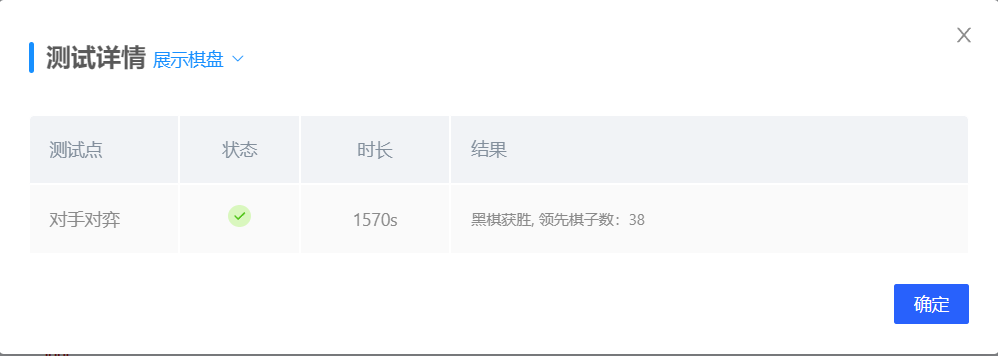 测试详情 展示棋盘
测试点 状态 时长 结果
对手对弈 1570s 黑棋获胜, 领先棋子数：38
确定